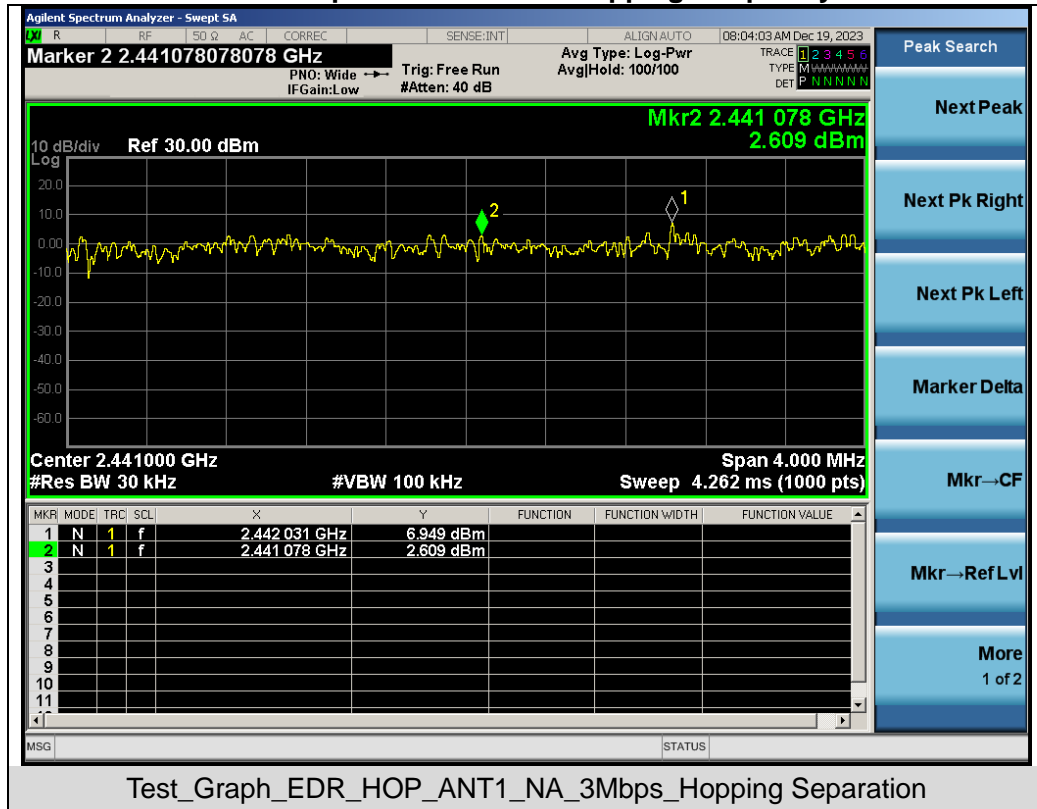 Agilent Spectrum Analyzer - Swept SA
LXI R RF 50 Ω AC CORREC SENSE:INT ALIGN AUTO 08:04:03 AM Dec 19, 2023
Marker 2 2.441078078078 GHz
PNO: Wide
IFGain:Low
Trig: Free Run
#Atten: 40 dB
Avg Type: Log-Pwr
Avg|Hold: 100/100
TRACE 1 2 3 4 5 6
TYPE M WWWWW
DET P N N N N N
Peak Search
Next Peak
Next Pk Right
Next Pk Left
Marker Delta
Mkr→CF
Mkr→Ref Lvl
More
1 of 2
Mkr2 2.441 078 GHz
2.609 dBm
10 dB/div Ref 30.00 dBm
Log
20.0
10.0
0.00
-10.0
-20.0
-30.0
-40.0
-50.0
-60.0
2
1
Center 2.441000 GHz Span 4.000 MHz
#Res BW 30 kHz #VBW 100 kHz Sweep 4.262 ms (1000 pts)
MKR MODE TRC SCL X Y FUNCTION FUNCTION WIDTH FUNCTION VALUE
1 N 1 f 2.442 031 GHz 6.949 dBm
2 N 1 f 2.441 078 GHz 2.609 dBm
3
4
5
6
7
8
9
10
11
MSG STATUS
Test_Graph_EDR_HOP_ANT1_NA_3Mbps_Hopping Separation